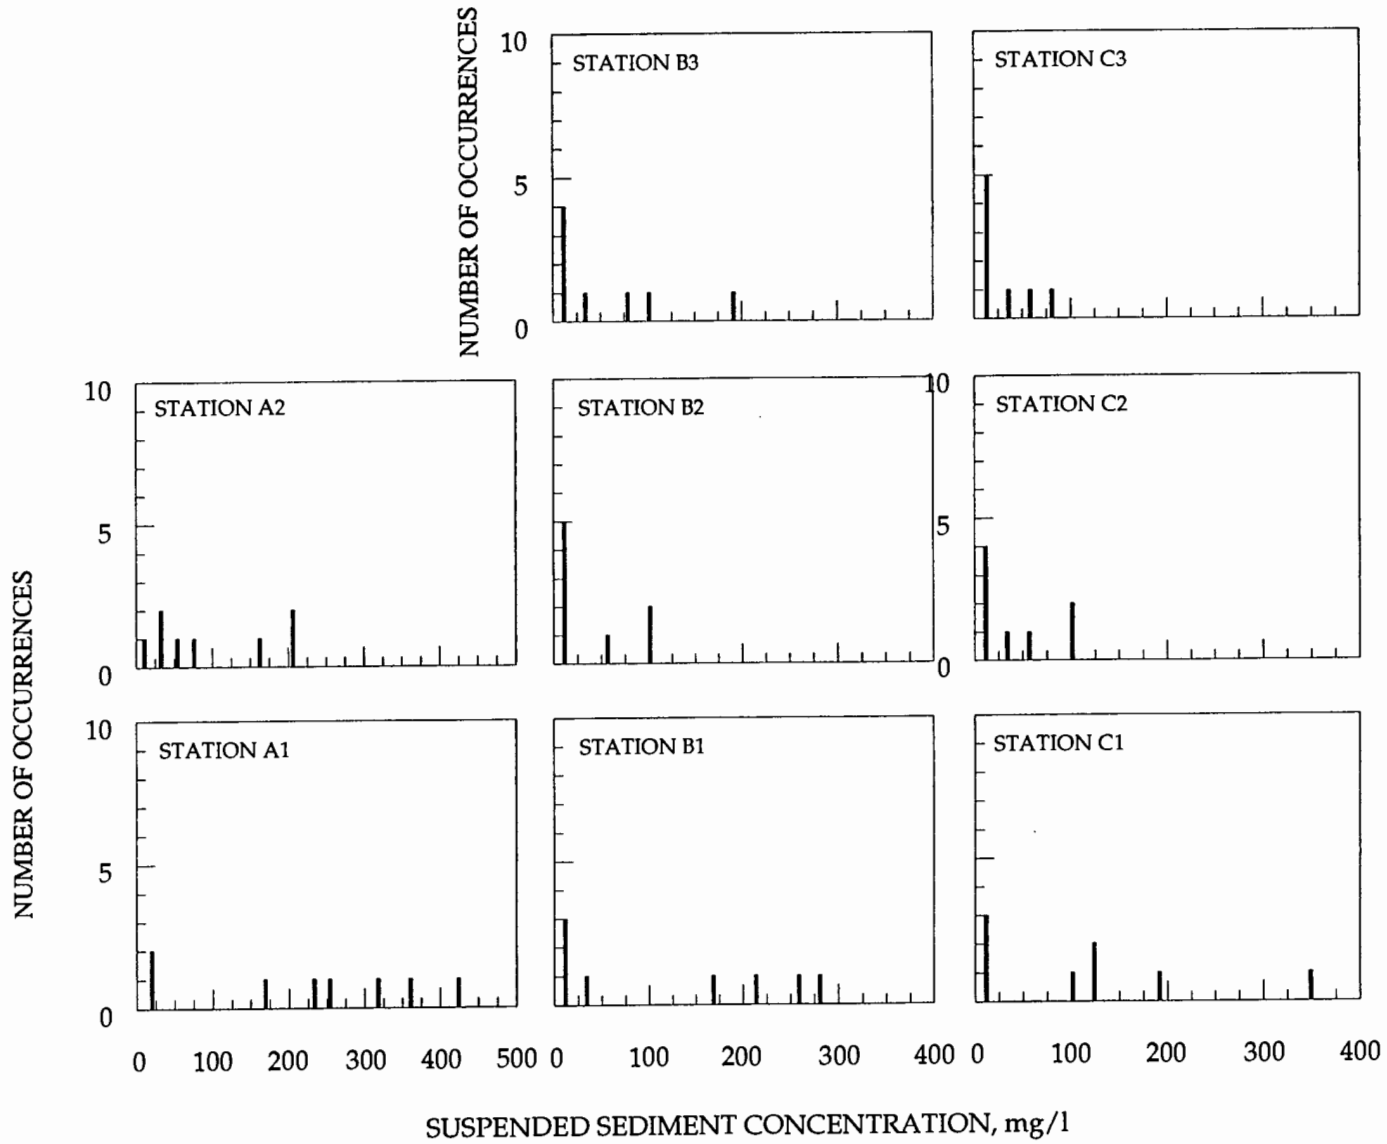 10
5
0
NUMBER OF OCCURRENCES
STATION B3
STATION C3
10
5
0
STATION A2
STATION B2
10
5
0
STATION C2
NUMBER OF OCCURRENCES
10
5
0
STATION A1
STATION B1
STATION C1
0 100 200 300 400 500
0 100 200 300 400
0 100 200 300 400
SUSPENDED SEDIMENT CONCENTRATION, mg/l